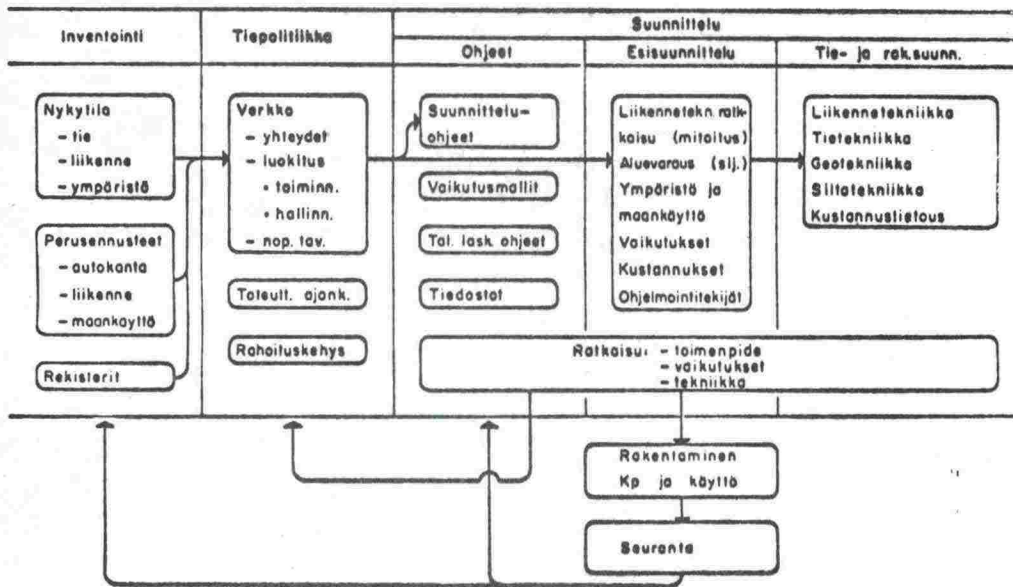 Inventointi
Tiepolitiikka
Suunnittelu
Ohjeet
Esisuunnittelu
Tie- ja rak.suunn.
Nykytila
- tie
- liikenne
- ympäristö
Perusennusteet
- autokanta
- liikenne
- maankäyttö
Rekisterit
Verkko
- yhteydet
- luokitus
• toiminn.
• hallinn.
- nop. tav.
Toteutt. ajank.
Rahoituskehys
Suunnittelu-
ohjeet
Vaikutusmallit
Tal. lask. ohjeet
Tiedostot
Liikennetekn. ratk-
kaisu (mitoitus)
Aluevaraus (sij.)
Ympäristö ja
maankäyttö
Vaikutukset
Kustannukset
Ohjelmointitekijät
Liikennetekniikka
Tietekniikka
Geotekniikka
Siltatekniikka
Kustannustietous
Ratkaisu: - toimenpide
- vaikutukset
- tekniikka
Rakentaminen
Kp ja käyttö
Seuranta